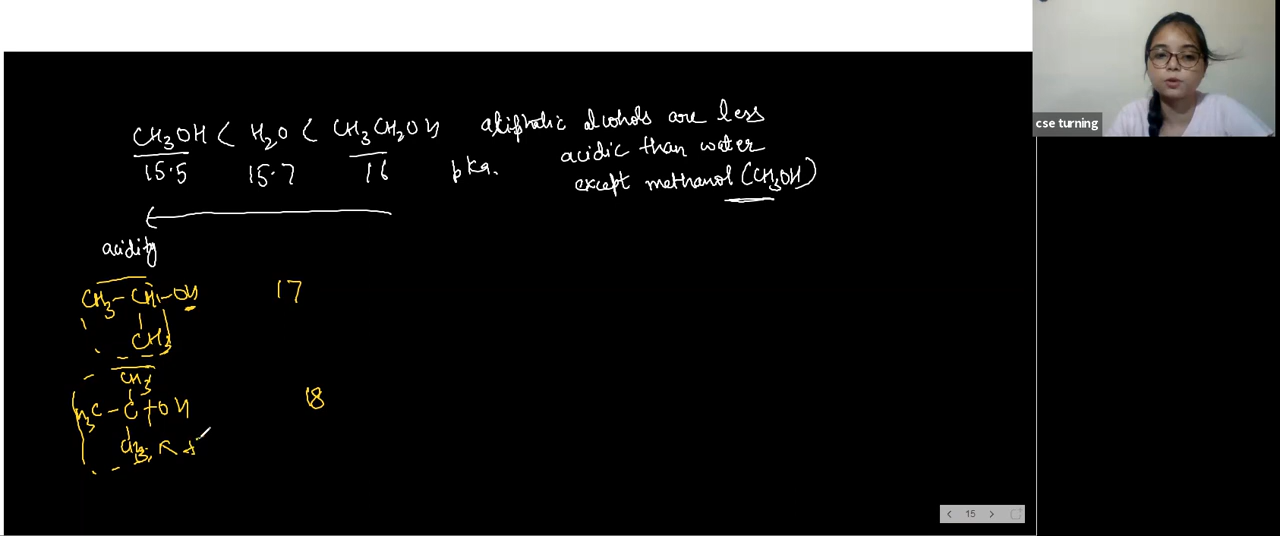 CH3OH < H2O < CH3CH2OH aliphatic alcohols are less
15.5 15.7 16 pKa. acidic than water
except methanol (CH3OH)
acidity
CH3-CH-OH 17
CH3
CH3
H3C-C-OH 18
CH3
cse turning
15